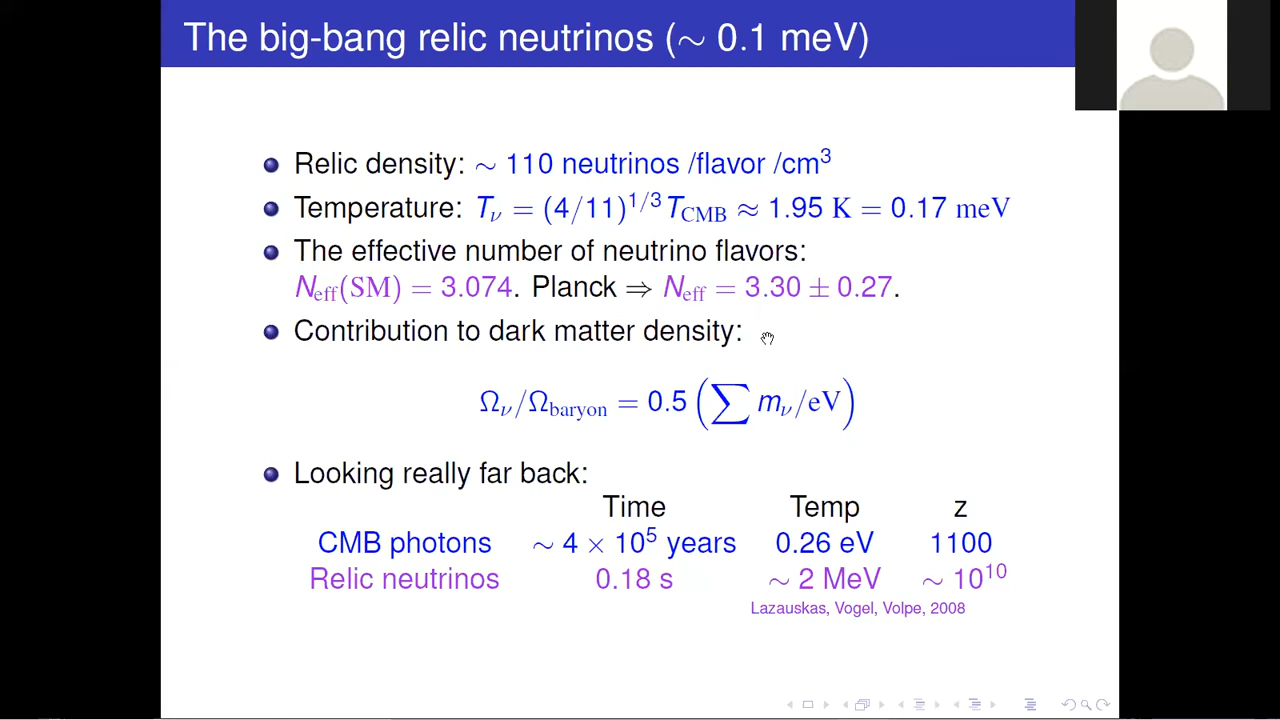 The big-bang relic neutrinos (∼ 0.1 meV)
Relic density: ∼ 110 neutrinos /flavor /cm³
Temperature: Tν = (4/11)^1/3 T_CMB ≈ 1.95 K = 0.17 meV
The effective number of neutrino flavors:
N_eff(SM) = 3.074. Planck ⇒ N_eff = 3.30 ± 0.27.
Contribution to dark matter density:
Ων/Ω_baryon = 0.5 (∑ mν/eV)
Looking really far back:
Time Temp z
CMB photons ∼ 4 × 10⁵ years 0.26 eV 1100
Relic neutrinos 0.18 s ∼ 2 MeV ∼ 10¹⁰
Lazauskas, Vogel, Volpe, 2008